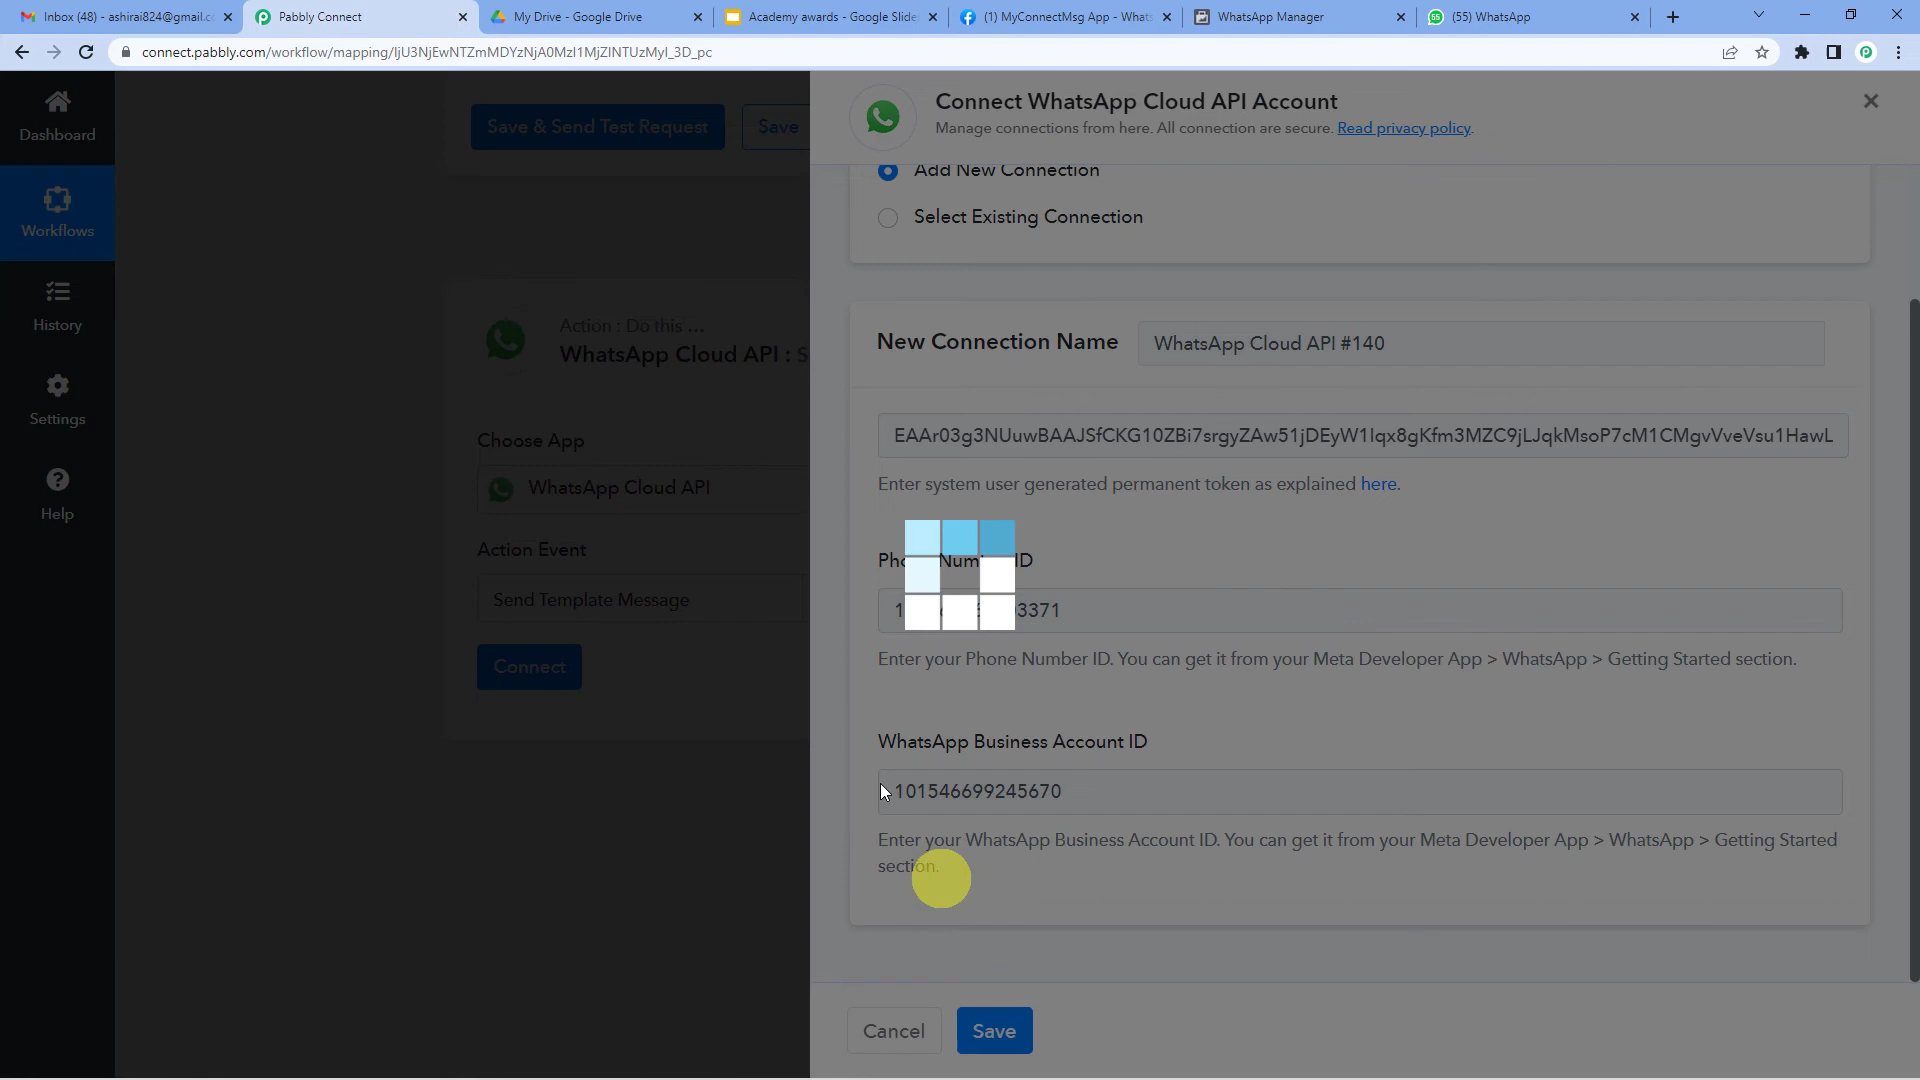 Inbox (48) - ashirai824@gmail.c
Pabbly Connect
My Drive - Google Drive
Academy awards - Google Slide
(1) MyConnectMsg App - Whats
WhatsApp Manager
(55) WhatsApp
connect.pabbly.com/workflow/mapping/
Dashboard
Workflows
History
Settings
Help
Save & Send Test Request
Save
Action : Do this ...
WhatsApp Cloud API : S
Choose App
WhatsApp Cloud API
Action Event
Send Template Message
Connect
Connect WhatsApp Cloud API Account
Manage connections from here. All connection are secure. Read privacy policy.
Add New Connection
Select Existing Connection
New Connection Name
WhatsApp Cloud API #140
Enter system user generated permanent token as explained here.
ID
3371
Enter your Phone Number ID. You can get it from your Meta Developer App > WhatsApp > Getting Started section.
WhatsApp Business Account ID
101546699245670
Enter your WhatsApp Business Account ID. You can get it from your Meta Developer App > WhatsApp > Getting Started
section.
Cancel
Save